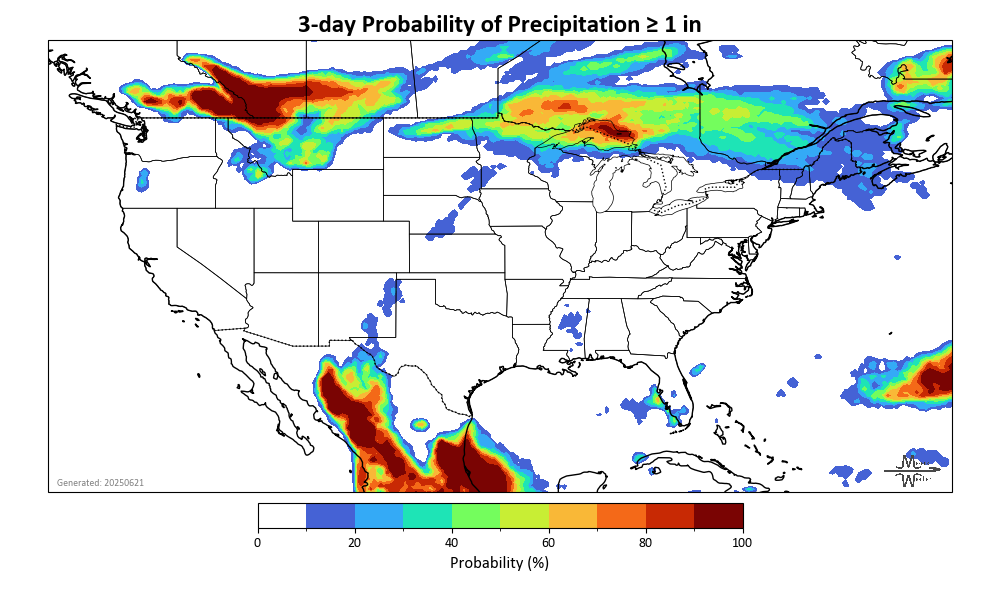 3-day Probability of Precipitation ≥ 1 in
Generated: 20250621
0 20 40 60 80 100
Probability (%)